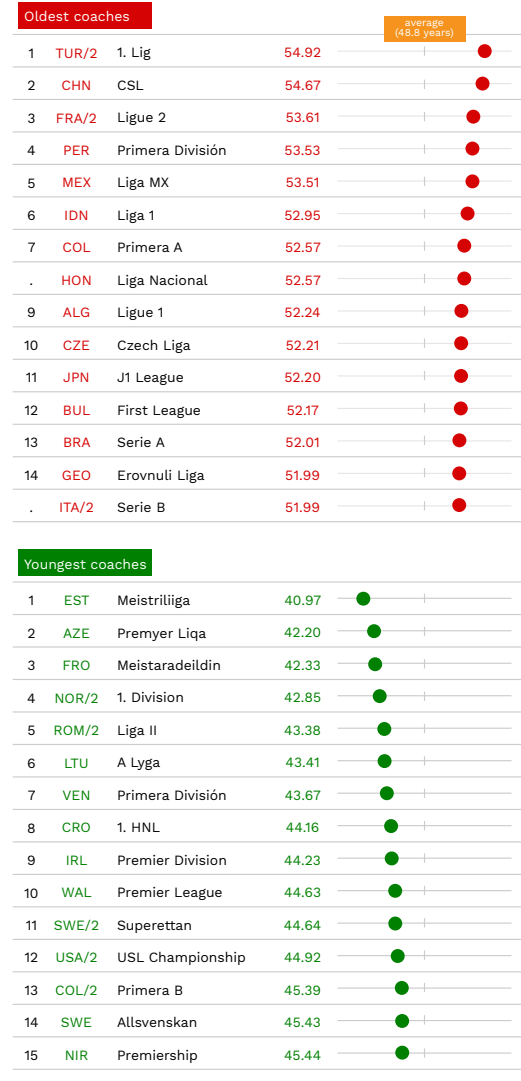 Oldest coaches
average
(48.8 years)
1 TUR/2 1. Lig 54.92
2 CHN CSL 54.67
3 FRA/2 Ligue 2 53.61
4 PER Primera División 53.53
5 MEX Liga MX 53.51
6 IDN Liga 1 52.95
7 COL Primera A 52.57
. HON Liga Nacional 52.57
9 ALG Ligue 1 52.24
10 CZE Czech Liga 52.21
11 JPN J1 League 52.20
12 BUL First League 52.17
13 BRA Serie A 52.01
14 GEO Erovnuli Liga 51.99
. ITA/2 Serie B 51.99
Youngest coaches
1 EST Meistriliiga 40.97
2 AZE Premyer Liqa 42.20
3 FRO Meistaradeildin 42.33
4 NOR/2 1. Division 42.85
5 ROM/2 Liga II 43.38
6 LTU A Lyga 43.41
7 VEN Primera División 43.67
8 CRO 1. HNL 44.16
9 IRL Premier Division 44.23
10 WAL Premier League 44.63
11 SWE/2 Superettan 44.64
12 USA/2 USL Championship 44.92
13 COL/2 Primera B 45.39
14 SWE Allsvenskan 45.43
15 NIR Premiership 45.44